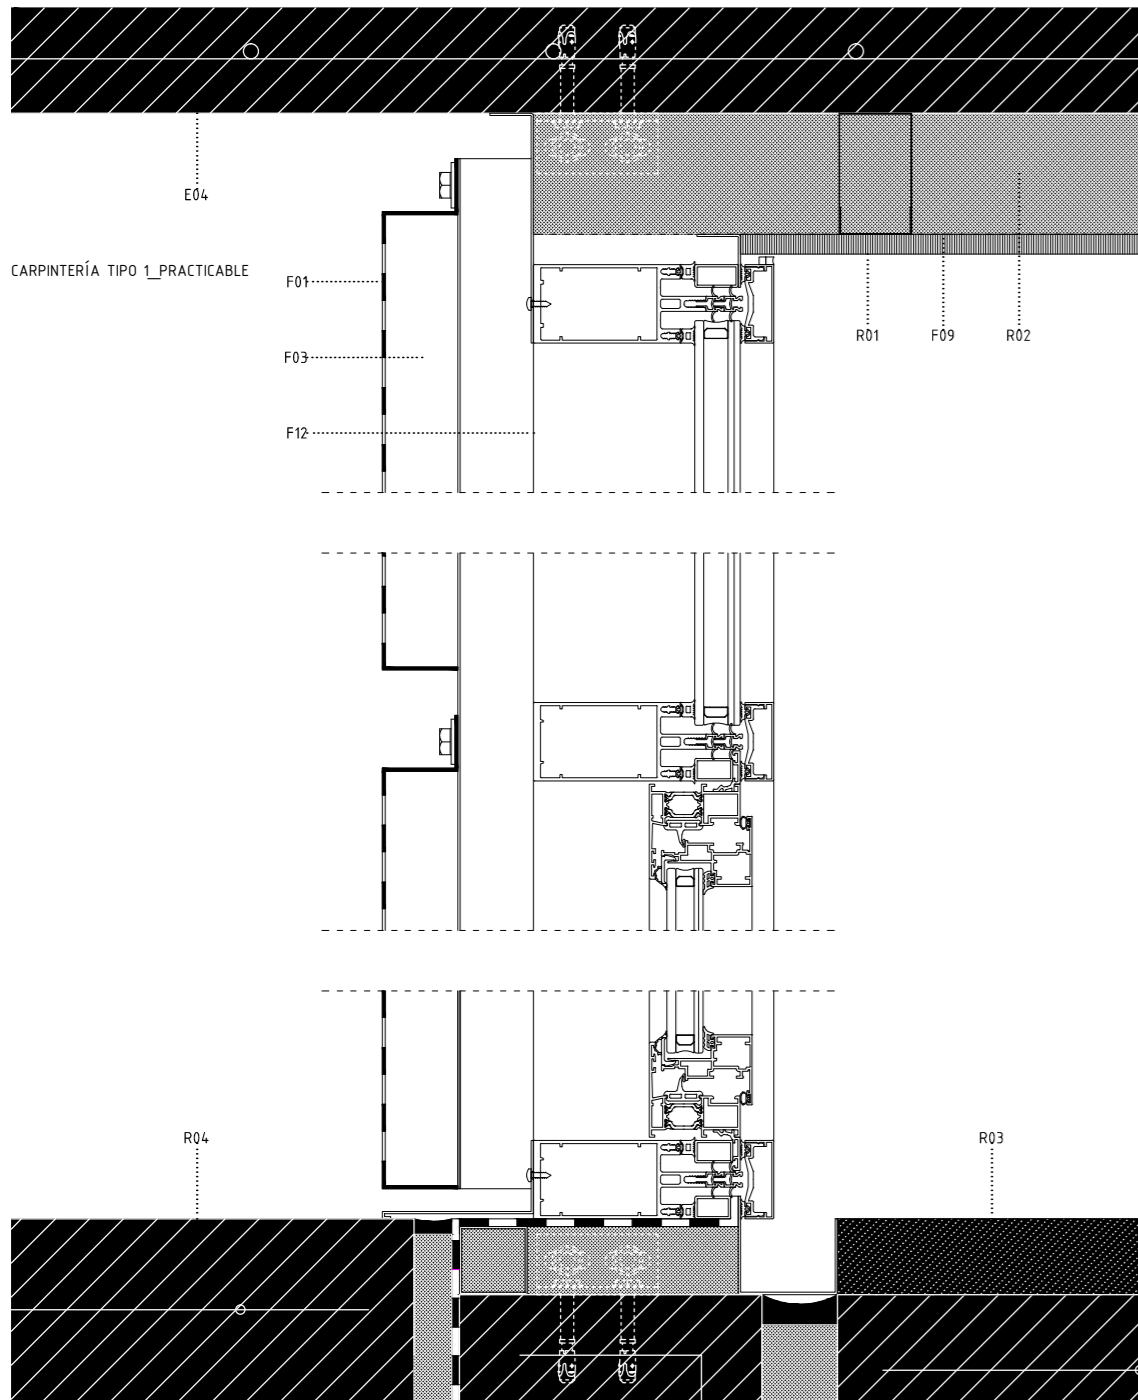 E04
CARPINTERÍA TIPO 1_PRACTICABLE
F01
F03
F12
R01
F09
R02
R04
R03